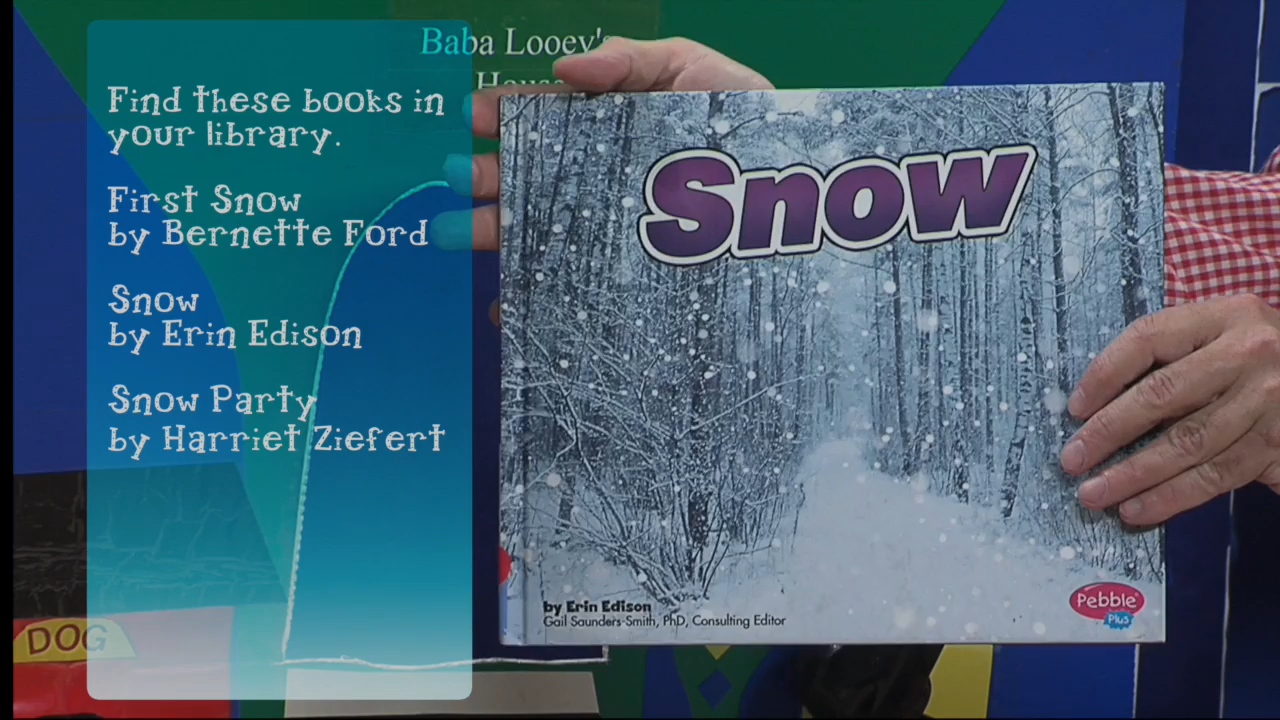 Baba Looey's
House
Find these books in
your library.
First Snow
by Bernette Ford
Snow
by Erin Edison
Snow Party
by Harriet Ziefert
Snow
by Erin Edison
Gail Saunders-Smith, PhD, Consulting Editor
Pebble
Plus
DOG